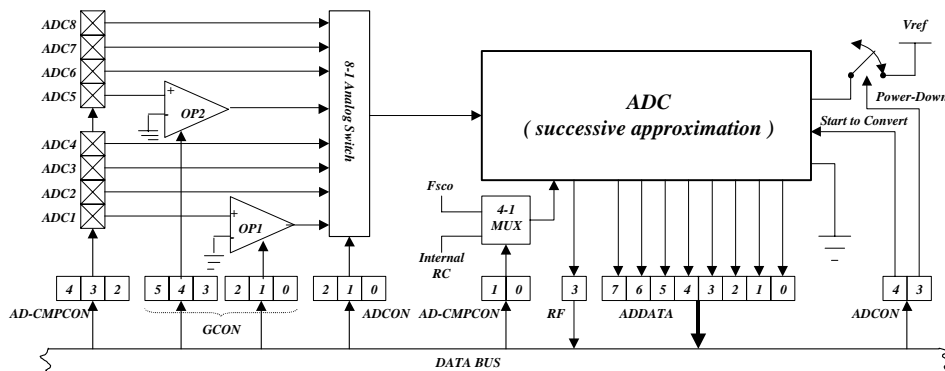 ADC8
ADC7
ADC6
ADC5
ADC4
ADC3
ADC2
ADC1
+
-
OP2
+
-
OP1
8-1 Analog Switch
ADC
( successive approximation )
Vref
Power-Down
Start to Convert
Fsco
4-1
MUX
Internal
RC
4 3 2
AD-CMPCON
5 4 3 2 1 0
GCON
2 1 0
ADCON
1 0
AD-CMPCON
3
RF
7 6 5 4 3 2 1 0
ADDATA
4 3
ADCON
DATA BUS